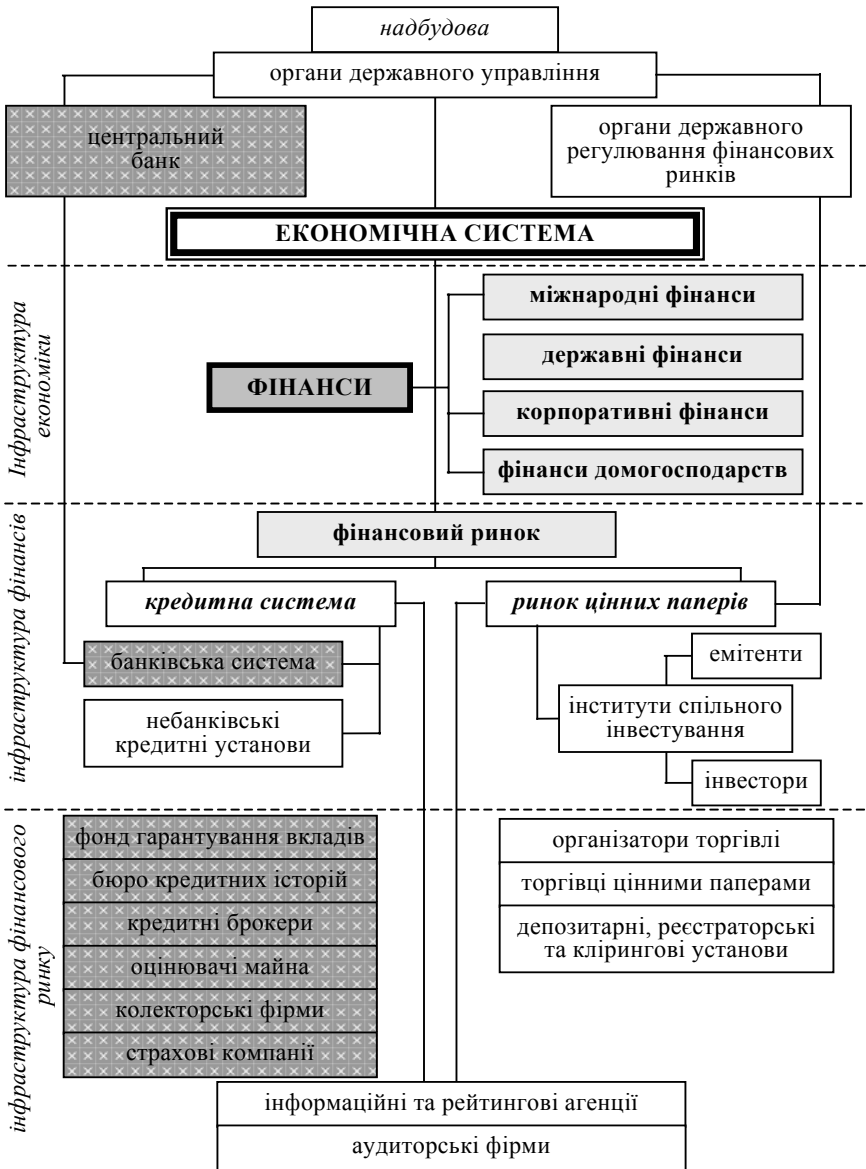 надбудова
органи державного управління
центральний
банк
органи державного
регулювання фінансових
ринків
ЕКОНОМІЧНА СИСТЕМА
Інфраструктура
економіки
міжнародні фінанси
державні фінанси
ФІНАНСИ
корпоративні фінанси
фінанси домогосподарств
інфраструктура фінансів
фінансовий ринок
кредитна система
ринок цінних паперів
банківська система
небанківські
кредитні установи
емітенти
інститути спільного
інвестування
інвестори
інфраструктура фінансового
ринку
фонд гарантування вкладів
бюро кредитних історій
кредитні брокери
оцінювачі майна
колекторські фірми
страхові компанії
організатори торгівлі
торгівці цінними паперами
депозитарні, реєстраторські
та клірингові установи
інформаційні та рейтингові агенції
аудиторські фірми